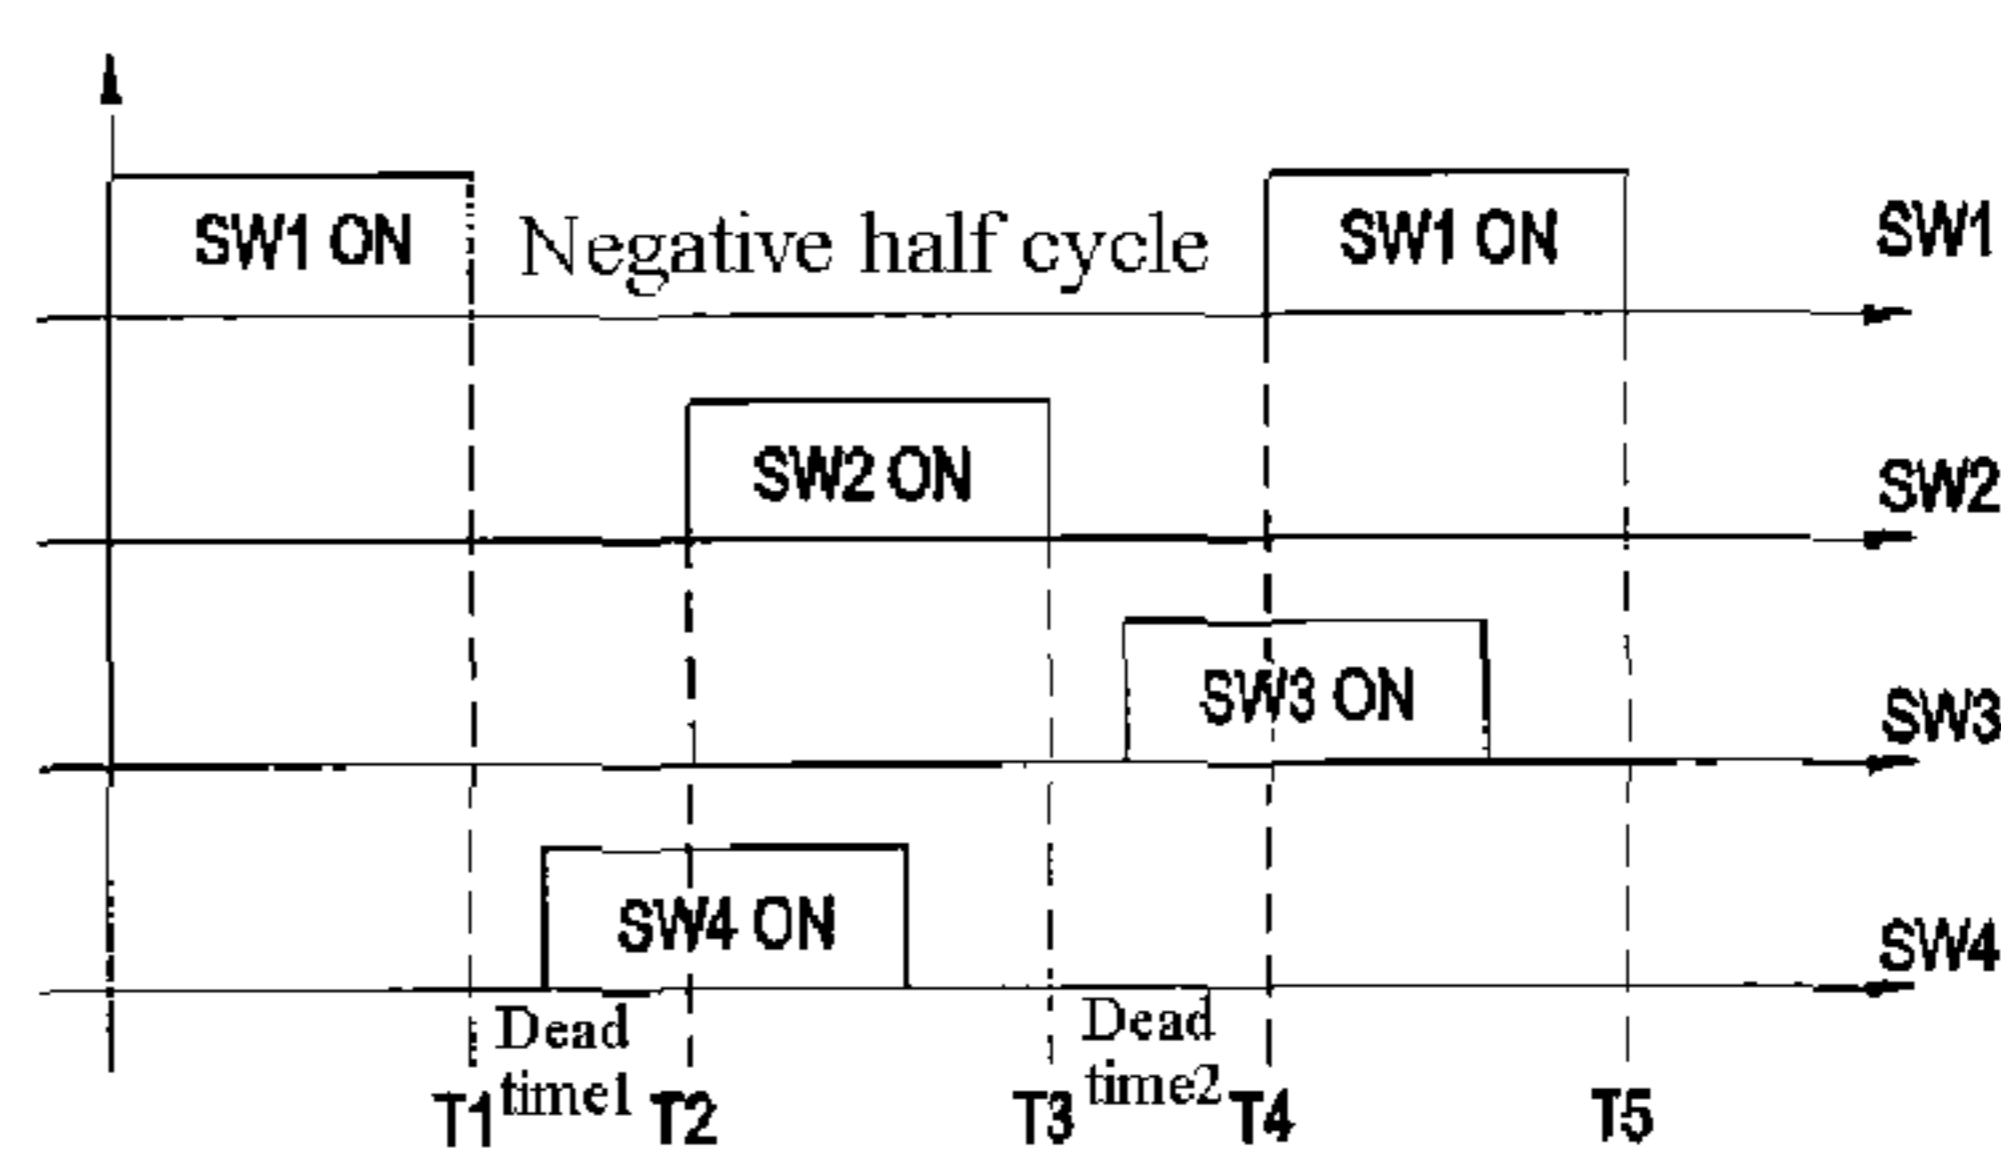 SW1 ON
Negative half cycle
SW1 ON
SW1
SW2 ON
SW2
SW3 ON
SW3
SW4 ON
SW4
Dead
time1
Dead
time2
T1
T2
T3
T4
T5